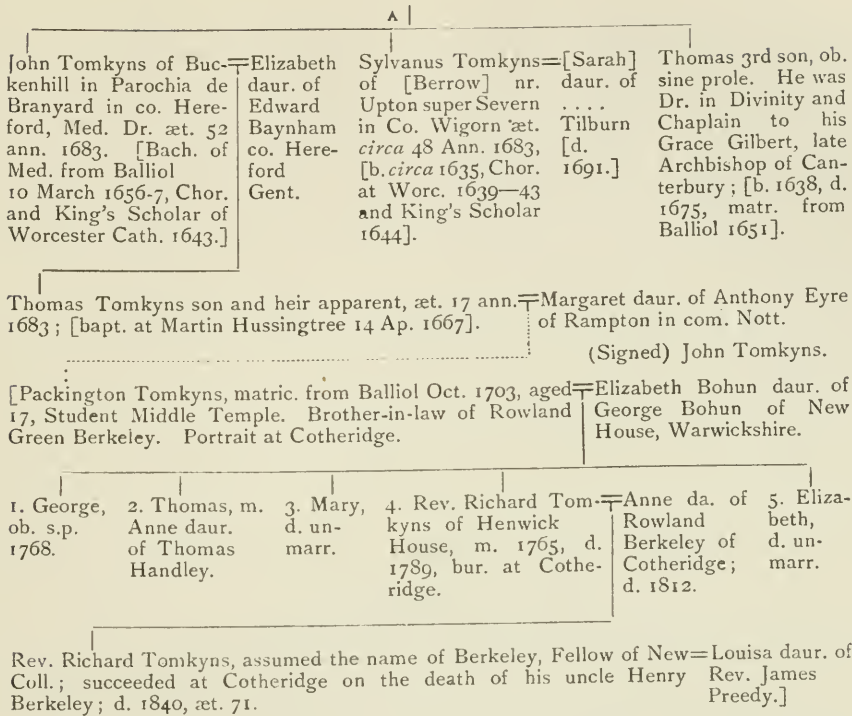 A
John Tomkyns of Buc-
kenhill in Parochia de
Branyard in co. Here-
ford, Med. Dr. æt. 52
ann. 1683. [Bach. of
Med. from Balliol
10 March 1656-7, Chor.
and King's Scholar of
Worcester Cath. 1643.]
Elizabeth
daur. of
Edward
Baynham
co. Here-
ford
Gent.
Sylvanus Tomkyns
of [Berrow] nr.
Upton super Severn
in Co. Wigorn æt.
circa 48 Ann. 1683,
[b. circa 1635, Chor.
at Worc. 1639—43
and King's Scholar
1644].
[Sarah]
daur. of
. . . .
Tilburn
[d.
1691.]
Thomas 3rd son, ob.
sine prole. He was
Dr. in Divinity and
Chaplain to his
Grace Gilbert, late
Archbishop of Can-
terbury; [b. 1638, d.
1675, matr. from
Balliol 1651].
Thomas Tomkyns son and heir apparent, æt. 17 ann.
1683; [bapt. at Martin Hussingtree 14 Ap. 1667].
Margaret daur. of Anthony Eyre
of Rampton in com. Nott.
(Signed) John Tomkyns.
[Packington Tomkyns, matric. from Balliol Oct. 1703, aged
17, Student Middle Temple. Brother-in-law of Rowland
Green Berkeley. Portrait at Cotheridge.
Elizabeth Bohun daur. of
George Bohun of New
House, Warwickshire.
1. George,
ob. s.p.
1768.
2. Thomas, m.
Anne daur.
of Thomas
Handley.
3. Mary,
d. un-
marr.
4. Rev. Richard Tom-
kyns of Henwick
House, m. 1765, d.
1789, bur. at Cothe-
ridge.
Anne da. of
Rowland
Berkeley of
Cotheridge;
d. 1812.
5. Eliza-
beth,
d. un-
marr.
Rev. Richard Tomkyns, assumed the name of Berkeley, Fellow of New
Coll.; succeeded at Cotheridge on the death of his uncle Henry
Berkeley; d. 1840, æt. 71.
Louisa daur. of
Rev. James
Preedy.]